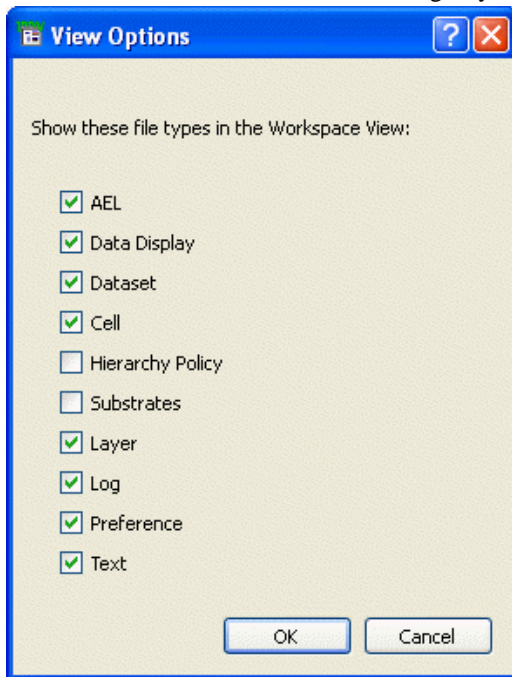 View Options
?
Show these file types in the Workspace View:
AEL
Data Display
Dataset
Cell
Hierarchy Policy
Substrates
Layer
Log
Preference
Text
OK Cancel